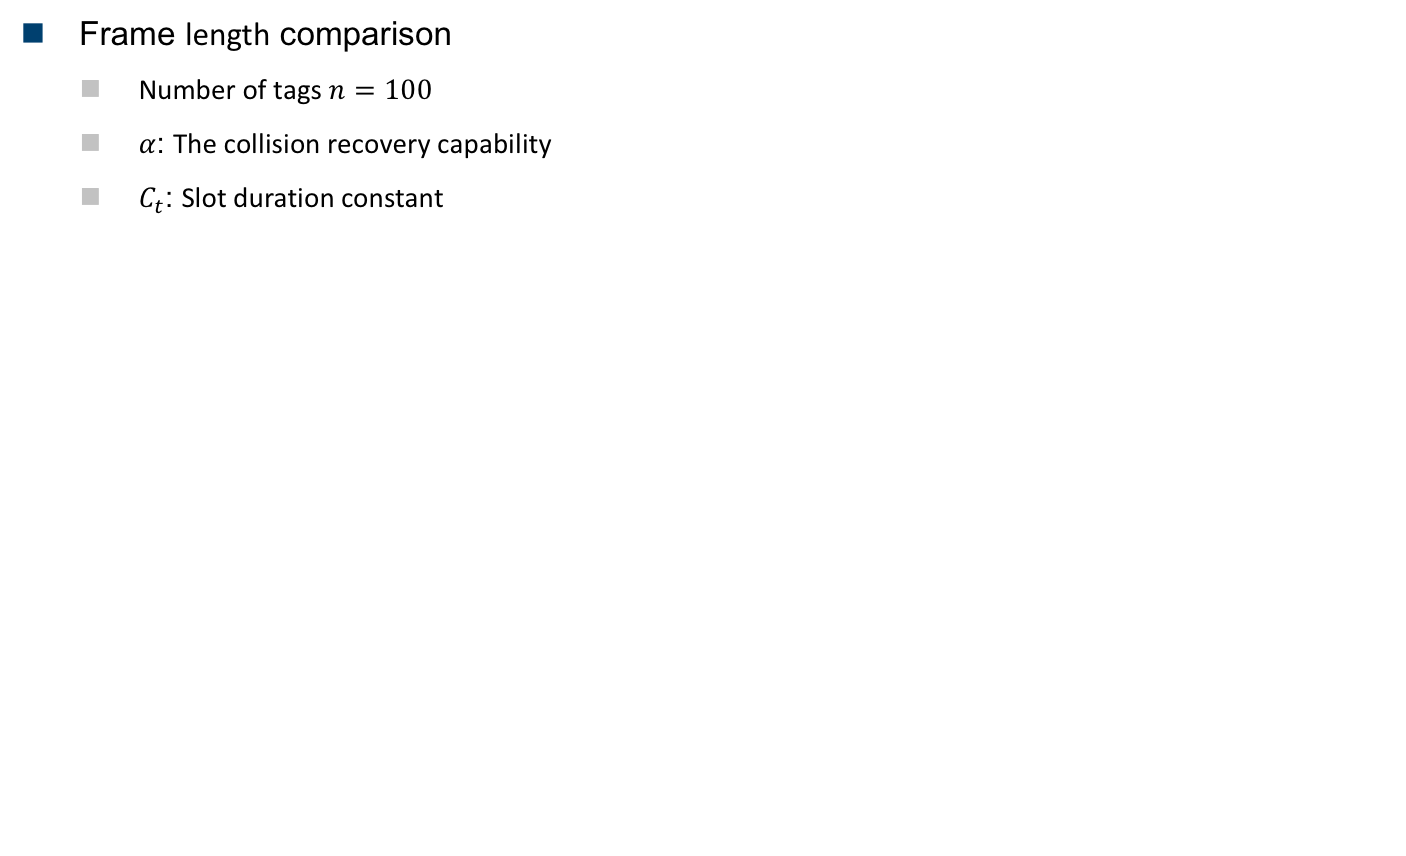 Frame length comparison
Number of tags 𝑛 = 100
𝛼: The collision recovery capability
𝐶ₜ: Slot duration constant